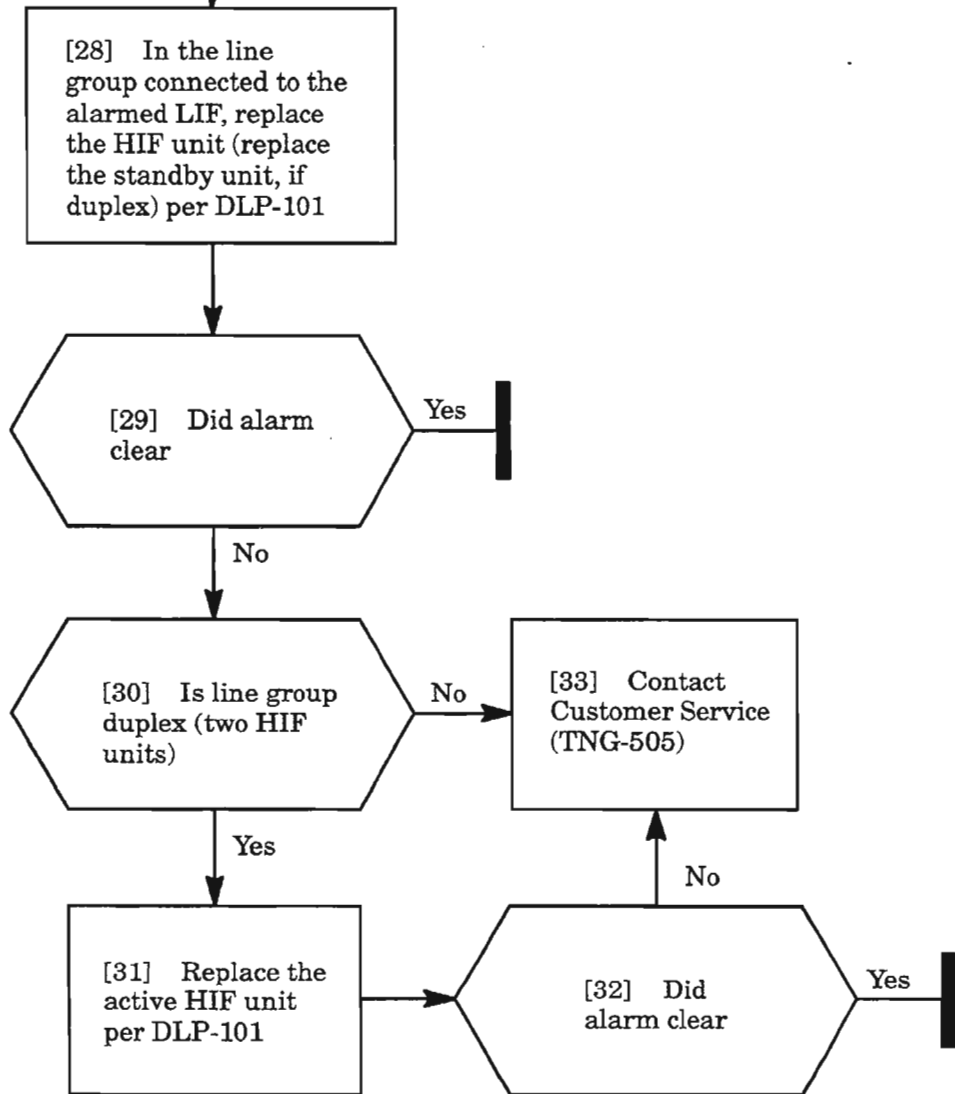 [28] In the line
group connected to the
alarmed LIF, replace
the HIF unit (replace
the standby unit, if
duplex) per DLP-101
[29] Did alarm
clear
Yes
No
[30] Is line group
duplex (two HIF
units)
No
[33] Contact
Customer Service
(TNG-505)
Yes
No
[31] Replace the
active HIF unit
per DLP-101
[32] Did
alarm clear
Yes